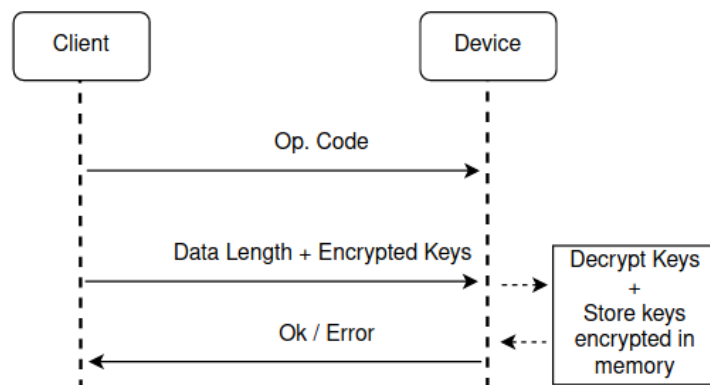 Client
Device
Op. Code
Data Length + Encrypted Keys
Decrypt Keys
+
Store keys
encrypted in
memory
Ok / Error